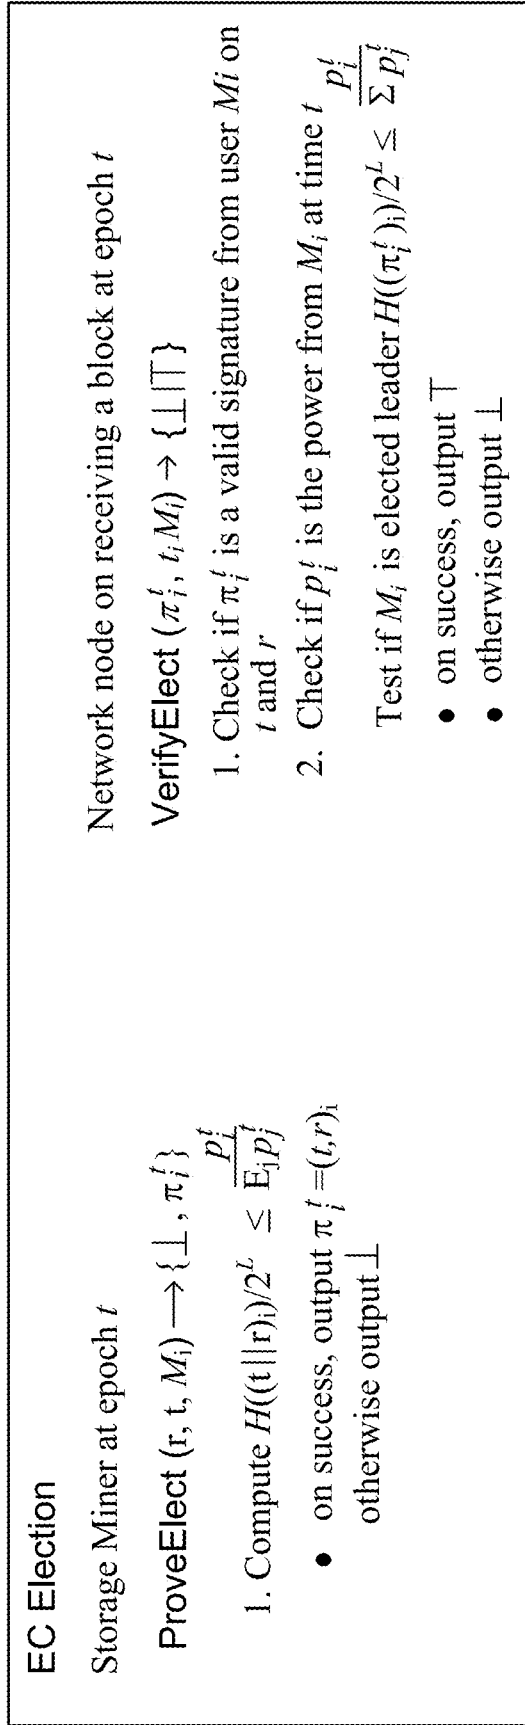 EC Election
Storage Miner at epoch t
ProveElect (r, t, M_i) → {⊥, π_i^t}
1. Compute H((t||r)_i)/2^L ≤ p_i^t / E_j p_j^t
● on success, output π_i^t =(t,r)_i
otherwise output ⊥
Network node on receiving a block at epoch t
VerifyElect (π_i^t, t_i M_i) → {⊥|⊤}
1. Check if π_i^t is a valid signature from user Mi on
t and r
2. Check if p_i^t is the power from M_i at time t
Test if M_i is elected leader H((π_i^t)_i)/2^L ≤ p_i^t / Σ p_j^t
● on success, output ⊤
● otherwise output ⊥